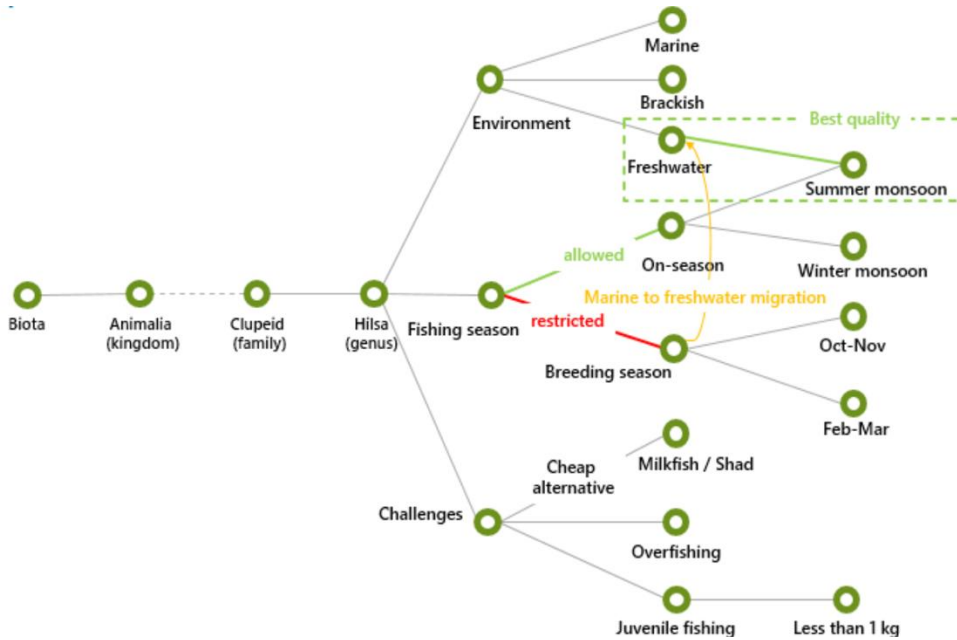 Marine
Brackish
Environment
Best quality
Freshwater
Summer monsoon
allowed
On-season
Winter monsoon
Biota
Animalia
(kingdom)
Clupeid
(family)
Hilsa
(genus)
Fishing season
Marine to freshwater migration
restricted
Oct-Nov
Breeding season
Feb-Mar
Cheap
alternative
Milkfish / Shad
Challenges
Overfishing
Juvenile fishing
Less than 1 kg